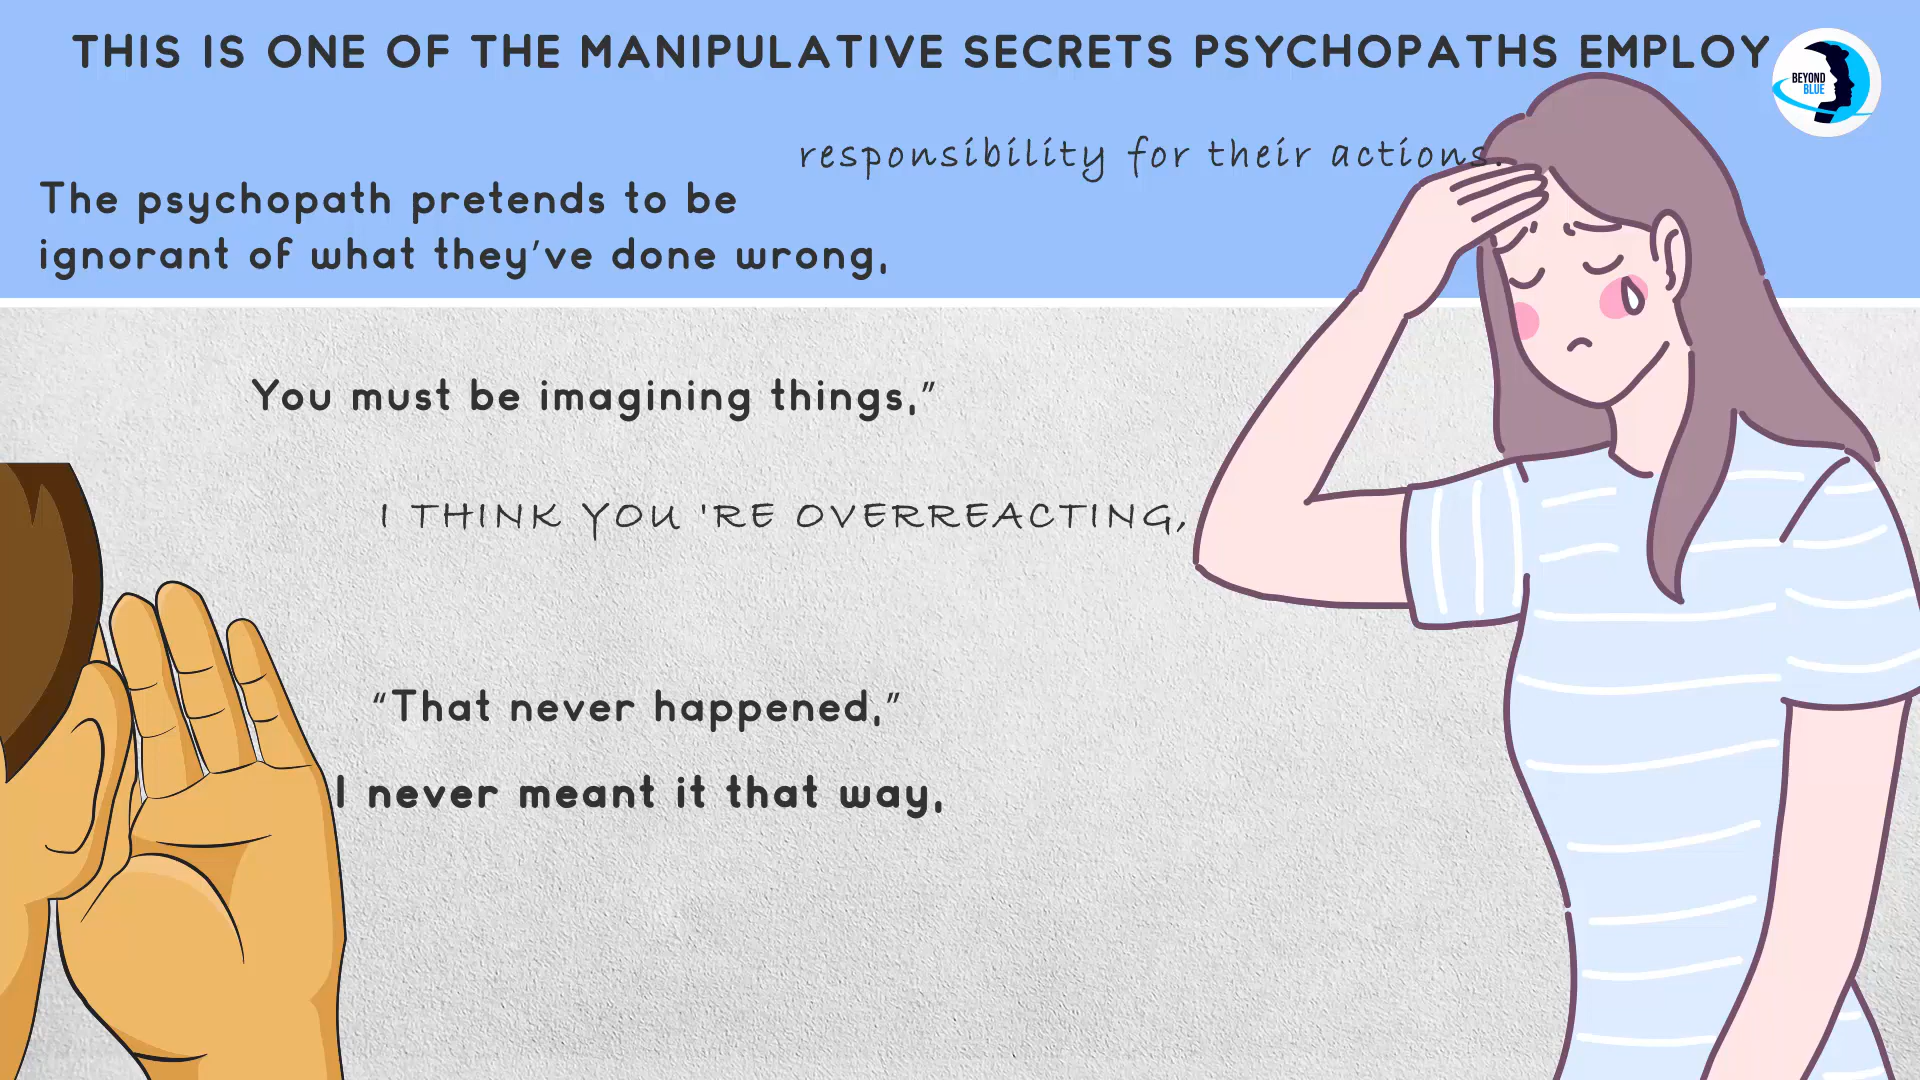 THIS IS ONE OF THE MANIPULATIVE SECRETS PSYCHOPATHS EMPLOY
BEYOND
BLUE
responsibility for their actions.
The psychopath pretends to be
ignorant of what they’ve done wrong,
You must be imagining things,”
I THINK YOU 'RE OVERREACTING,
“That never happened,”
I never meant it that way,